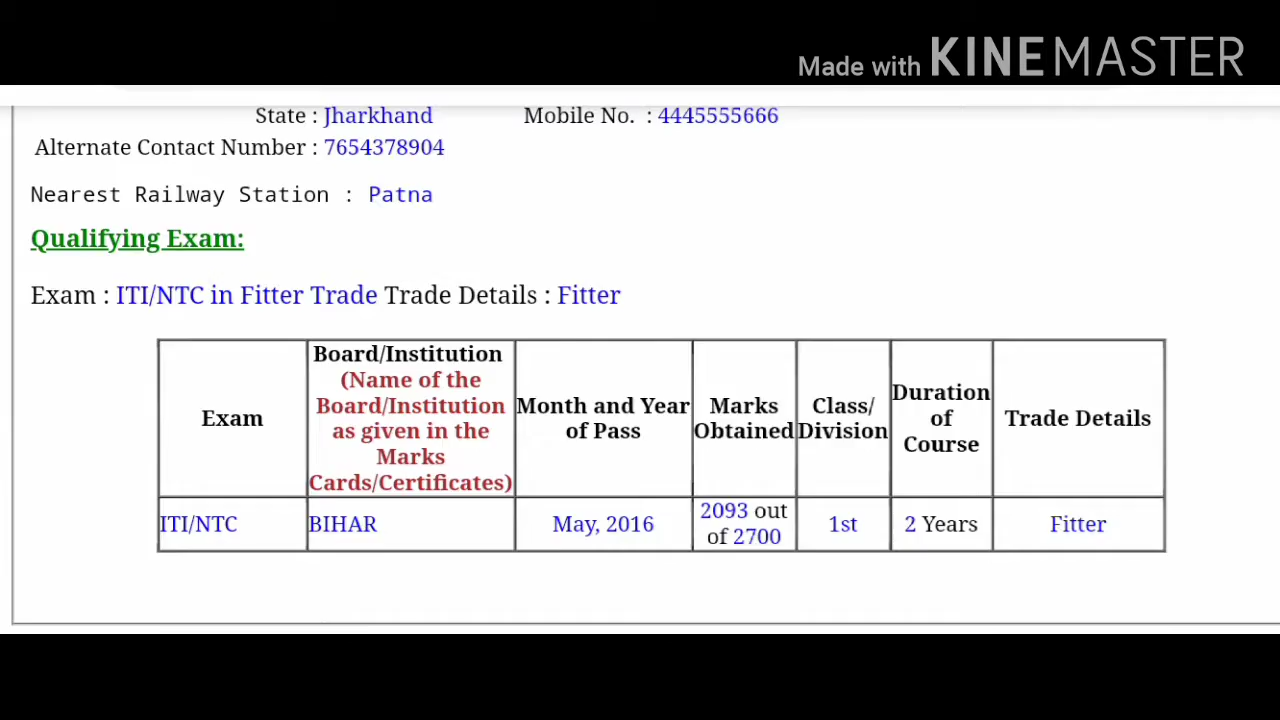 Made with KINEMASTER
State : Jharkhand Mobile No. : 4445555666
Alternate Contact Number : 7654378904
Nearest Railway Station : Patna
Qualifying Exam:
Exam : ITI/NTC in Fitter Trade Trade Details : Fitter
Exam
Board/Institution
(Name of the
Board/Institution
as given in the
Marks
Cards/Certificates)
Month and Year
of Pass
Marks
Obtained
Class/
Division
Duration
of
Course
Trade Details
ITI/NTC
BIHAR
May, 2016
2093 out
of 2700
1st
2 Years
Fitter